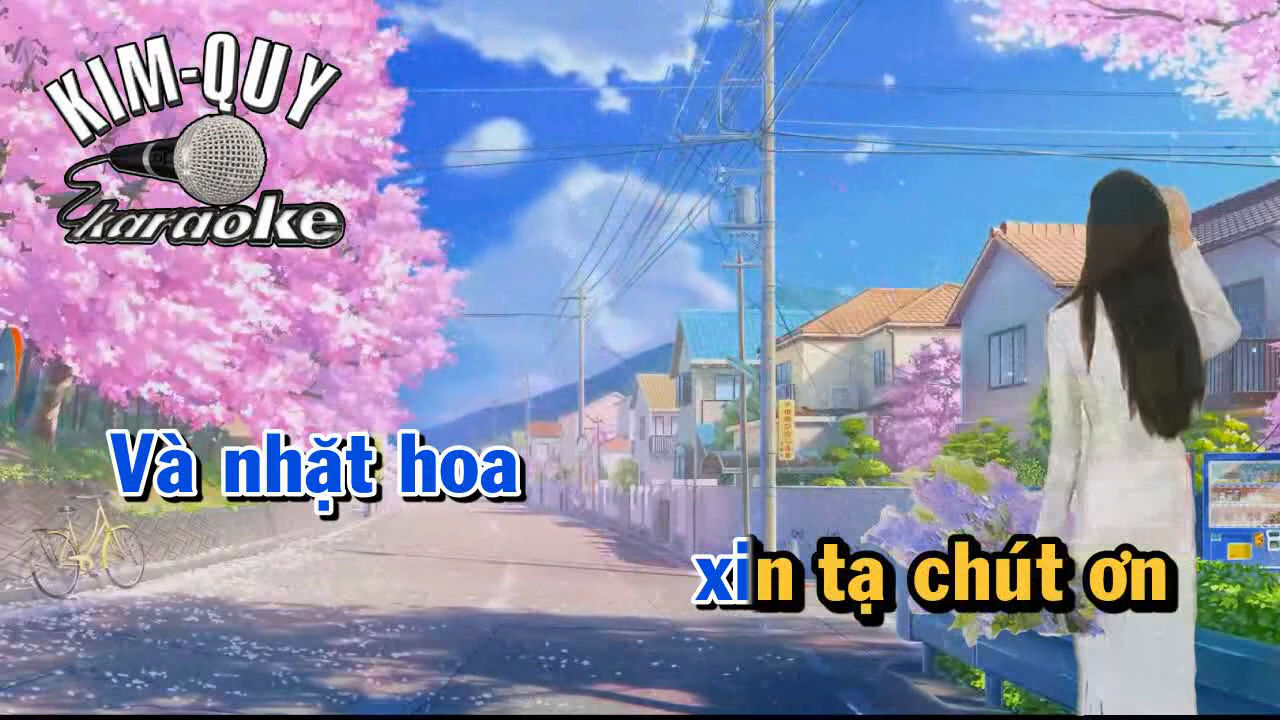 KIM-QUY
karaoke
Và nhặt hoa
xin tạ chút ơn